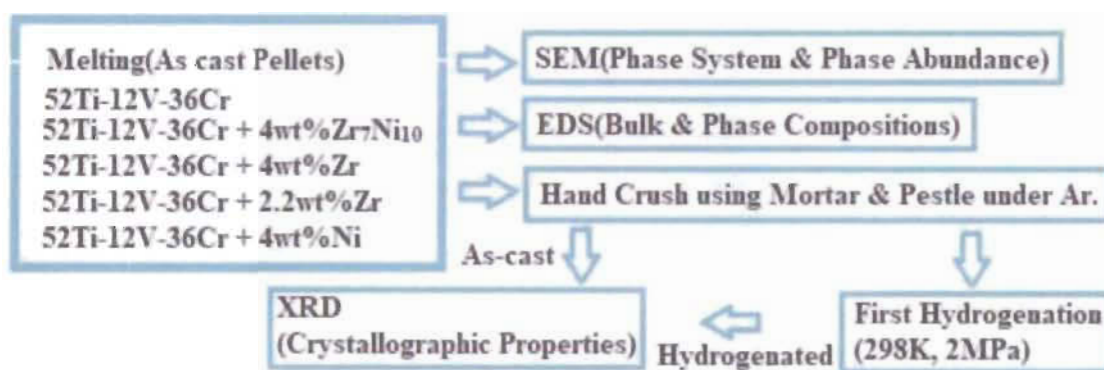 Melting(As cast Pellets)
52Ti-12V-36Cr
52Ti-12V-36Cr + 4wt%Zr₇Ni₁₀
52Ti-12V-36Cr + 4wt%Zr
52Ti-12V-36Cr + 2.2wt%Zr
52Ti-12V-36Cr + 4wt%Ni
SEM(Phase System & Phase Abundance)
EDS(Bulk & Phase Compositions)
Hand Crush using Mortar & Pestle under Ar.
As-cast
XRD
(Crystallographic Properties)
Hydrogenated
First Hydrogenation
(298K, 2MPa)